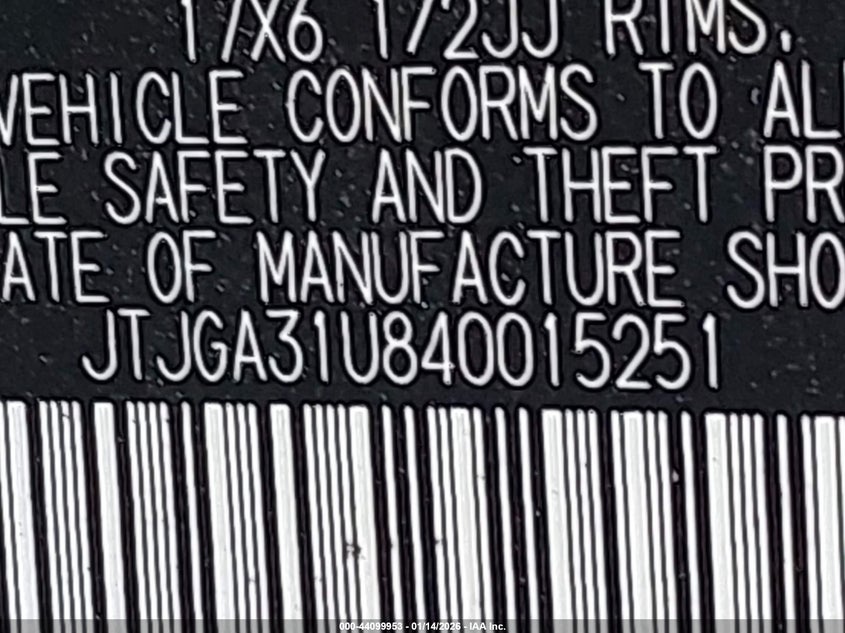 17X6 1/2JJ RIMS.
VEHICLE CONFORMS TO ALL
LE SAFETY AND THEFT PR
ATE OF MANUFACTURE SHO
JTJGA31U840015251
000-44099953 - 01/14/2026 - IAA Inc.